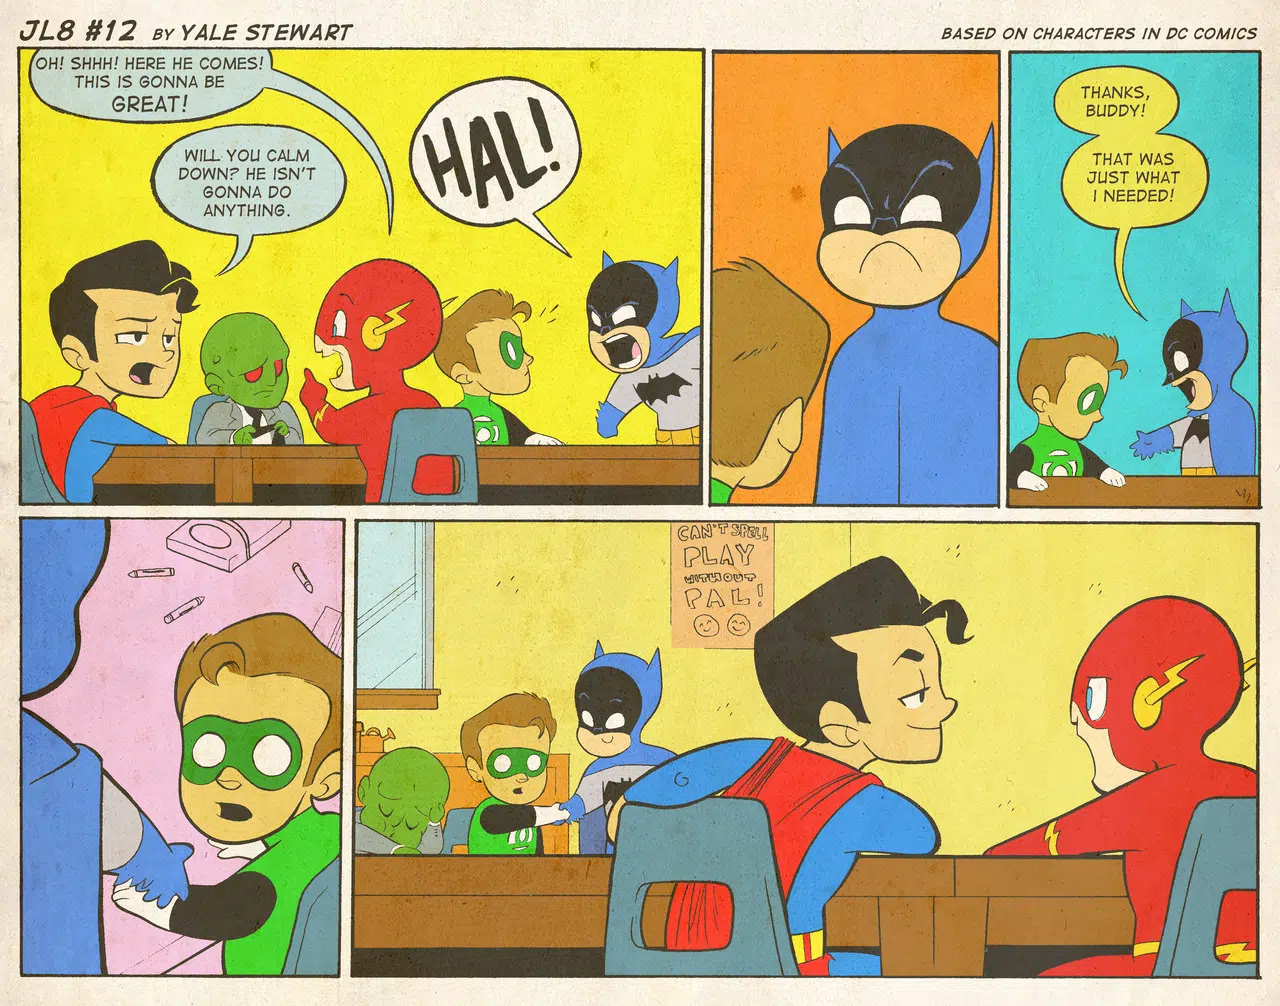 JL8 #12 BY YALE STEWART
BASED ON CHARACTERS IN DC COMICS
OH! SHHH! HERE HE COMES!
THIS IS GONNA BE
GREAT!
WILL YOU CALM
DOWN? HE ISN'T
GONNA DO
ANYTHING.
HAL!
THANKS,
BUDDY!
THAT WAS
JUST WHAT
I NEEDED!
CAN'T SPELL
PLAY
WITHOUT
PAL!